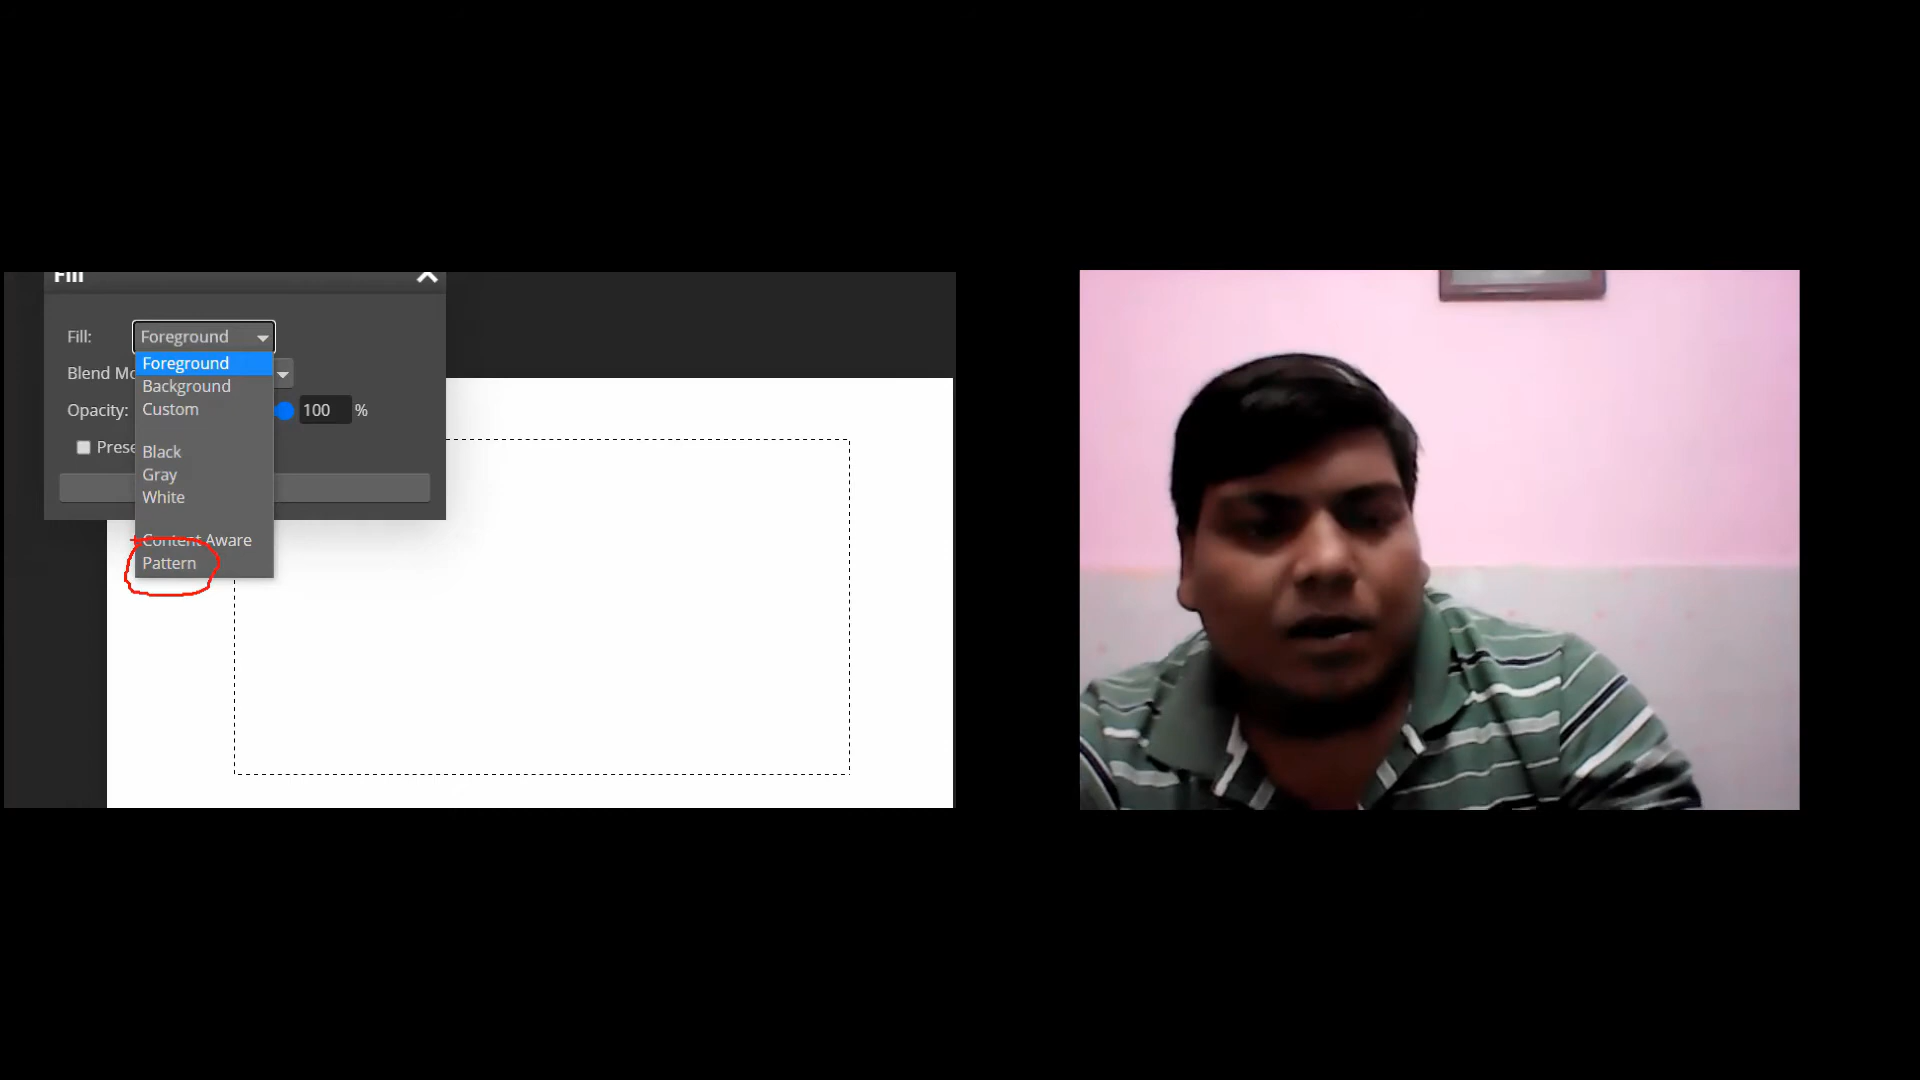 Fill
Fill: Foreground
Foreground
Blend Mo
Background
Opacity: 100 %
Custom
Prese
Black
Gray
White
Content Aware
Pattern